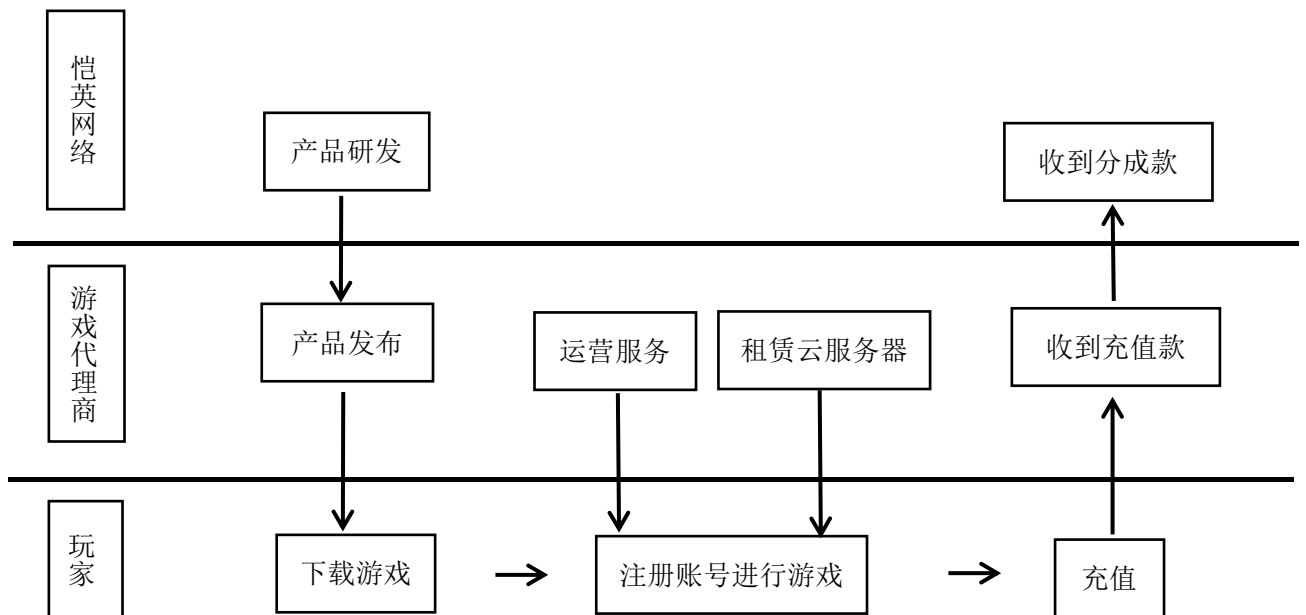 恺英网络
产品研发
收到分成款
游戏代理商
产品发布
运营服务
租赁云服务器
收到充值款
玩家
下载游戏
注册账号进行游戏
充值